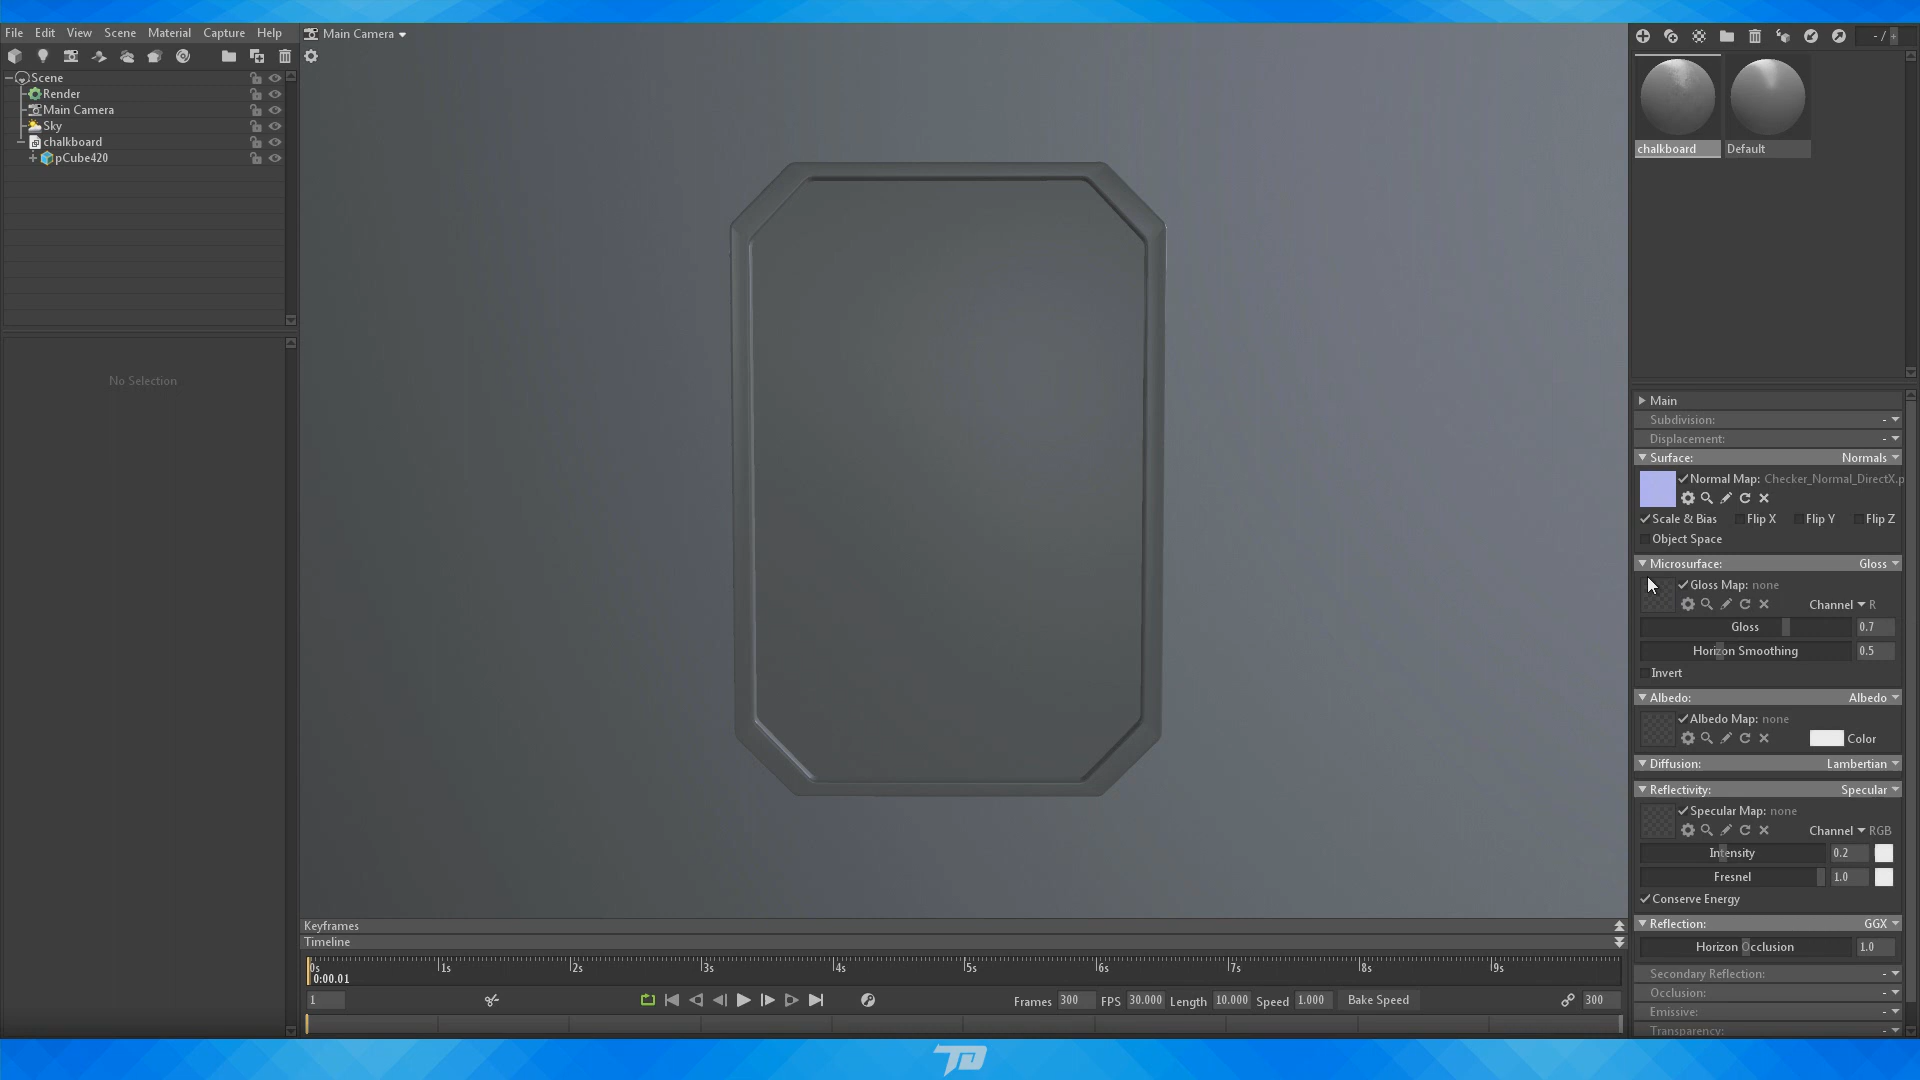 File Edit View Scene Material Capture Help
Main Camera
- / +
Scene
Render
Main Camera
Sky
chalkboard
pCube420
No Selection
chalkboard Default
Main
Subdivision: -
Displacement: -
Surface: Normals
Normal Map: Checker_Normal_DirectX.p
Scale & Bias Flip X Flip Y Flip Z
Object Space
Microsurface: Gloss
Gloss Map: none
Channel R
Gloss 0.7
Horizon Smoothing 0.5
Invert
Albedo: Albedo
Albedo Map: none
Color
Diffusion: Lambertian
Reflectivity: Specular
Specular Map: none
Channel RGB
Intensity 0.2
Fresnel 1.0
Conserve Energy
Reflection: GGX
Horizon Occlusion 1.0
Secondary Reflection: -
Occlusion: -
Emissive: -
Transparency: -
Keyframes
Timeline
0s 1s 2s 3s 4s 5s 6s 7s 8s 9s
0:00.01
1 Frames 300 FPS 30.000 Length 10.000 Speed 1.000 Bake Speed 300